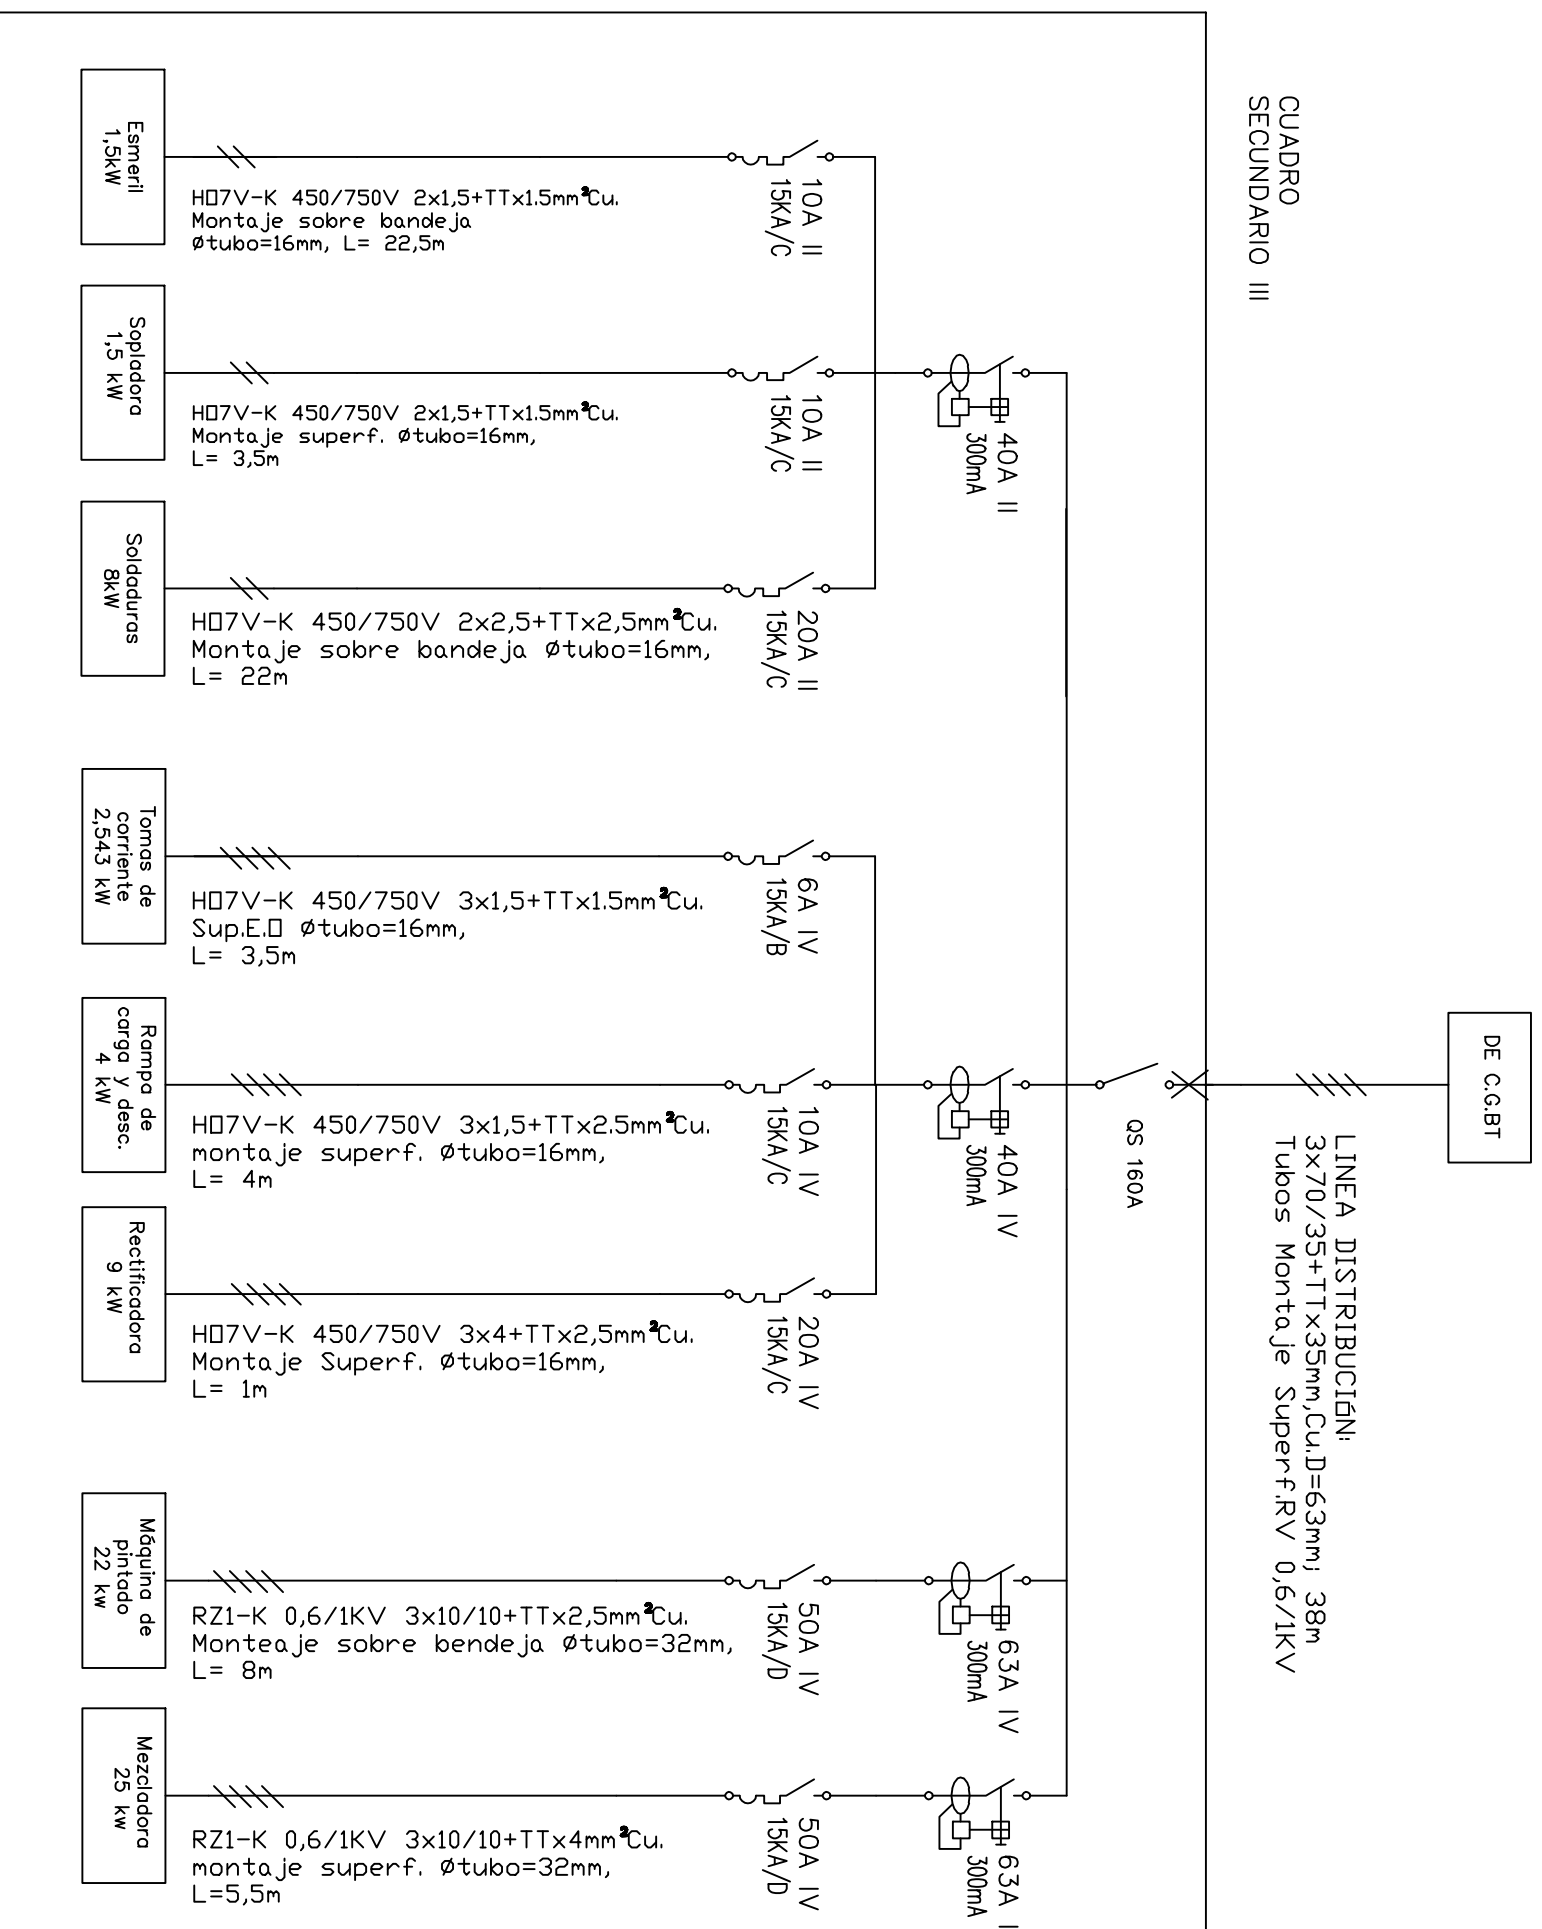 CUADRO
SECUNDARIO III
DE C.G.BT
LINEA DISTRIBUCIÓN:
3x70/35+TTx35mm,Cu.D=63mm; 38m
Tubos Montaje Superf.RV 0,6/1KV
QS 160A
40A II
300mA
40A IV
300mA
63A IV
300mA
63A I
300mA
10A II
15KA/C
10A II
15KA/C
20A II
15KA/C
6A IV
15KA/B
10A IV
15KA/C
20A IV
15KA/C
50A IV
15KA/D
50A IV
15KA/D
H07V-K 450/750V 2x1,5+TTx1.5mm²Cu.
Montaje sobre bandeja
Øtubo=16mm, L= 22,5m
H07V-K 450/750V 2x1,5+TTx1.5mm²Cu.
Montaje superf. Øtubo=16mm,
L= 3,5m
H07V-K 450/750V 2x2,5+TTx2,5mm²Cu.
Montaje sobre bandeja Øtubo=16mm,
L= 22m
H07V-K 450/750V 3x1,5+TTx1.5mm²Cu.
Sup.E.O Øtubo=16mm,
L= 3,5m
H07V-K 450/750V 3x1,5+TTx2.5mm²Cu.
montaje superf. Øtubo=16mm,
L= 4m
H07V-K 450/750V 3x4+TTx2,5mm²Cu.
Montaje Superf. Øtubo=16mm,
L= 1m
RZ1-K 0,6/1KV 3x10/10+TTx2,5mm²Cu.
Monteaje sobre bendeja Øtubo=32mm,
L= 8m
RZ1-K 0,6/1KV 3x10/10+TTx4mm²Cu.
montaje superf. Øtubo=32mm,
L=5,5m
Esmeril
1,5kW
Sopladora
1,5 kW
Soldaduras
8kW
Tomas de
corriente
2,543 kW
Rampa de
carga y desc.
4 kW
Rectificadora
9 kW
Máquina de
pintado
22 kw
Mezcladora
25 kw